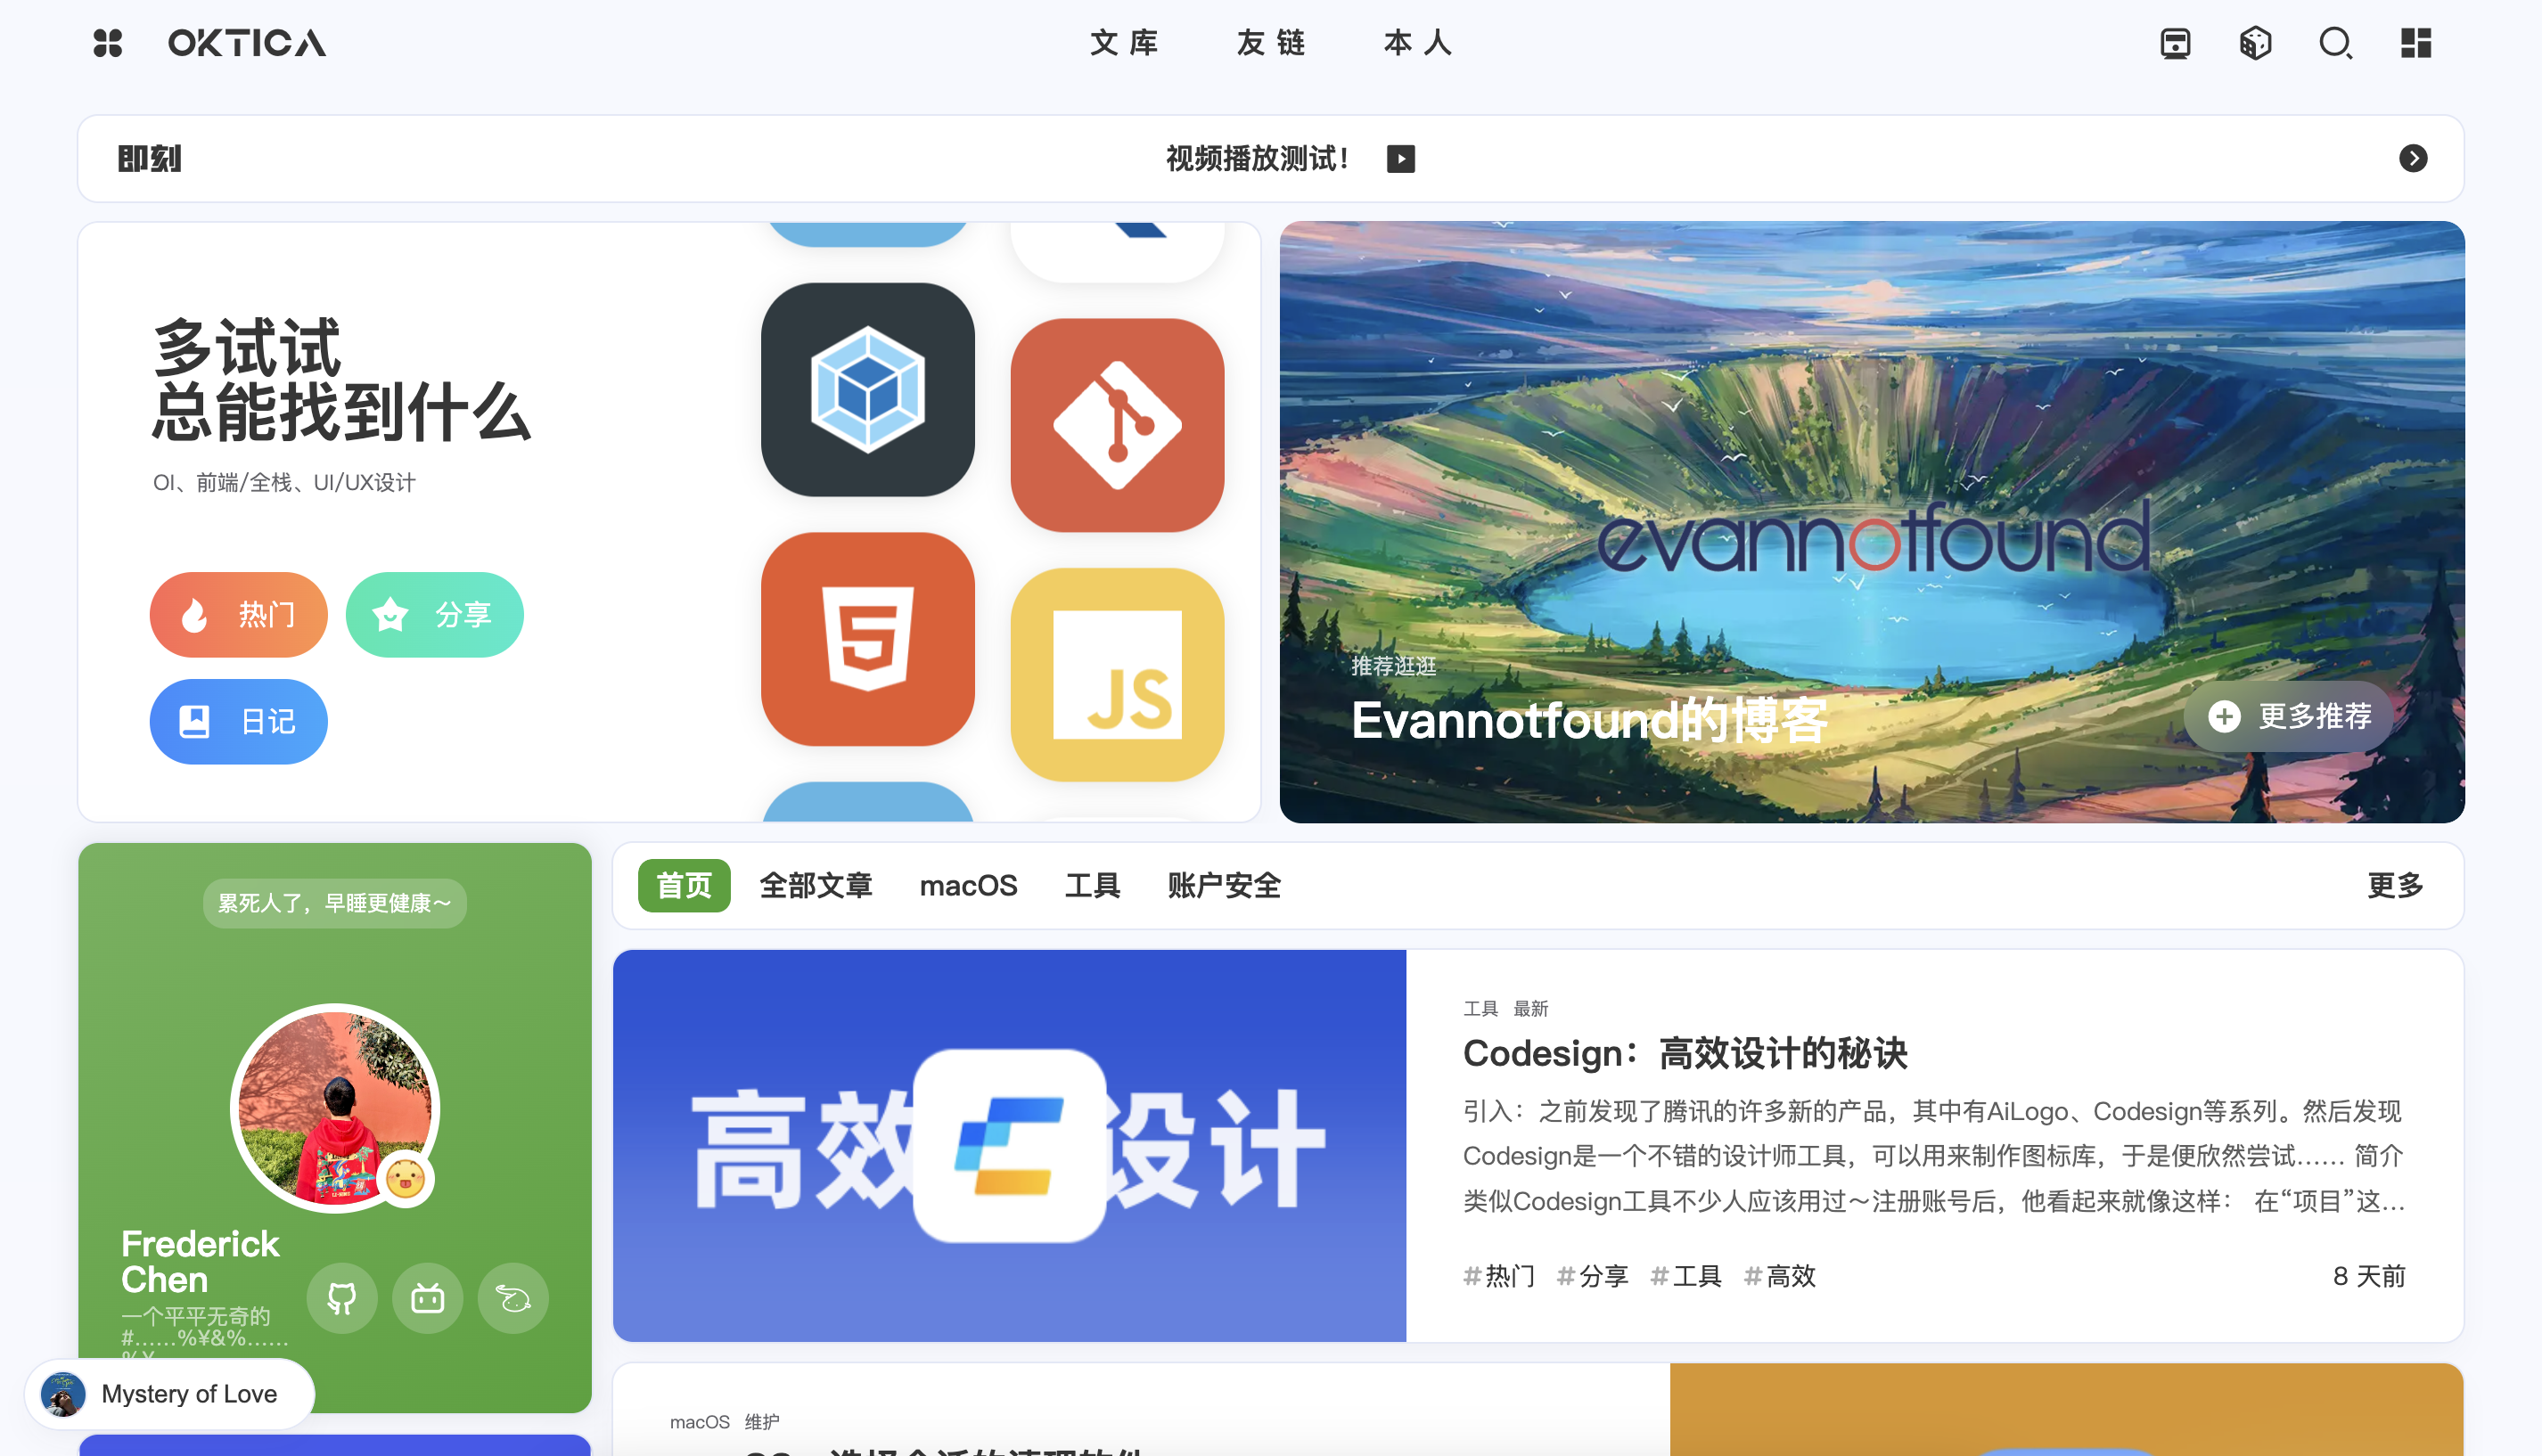 OKTICA
文库
友链
本人
即刻
视频播放测试！
多试试
总能找到什么
OI、前端/全栈、UI/UX设计
热门
分享
日记
JS
evannotfound
推荐逛逛
Evannotfound的博客
更多推荐
累死人了，早睡更健康～
Frederick
Chen
一个平平无奇的
#……%¥&%……
Mystery of Love
首页
全部文章
macOS
工具
账户安全
更多
高效 设计
工具 最新
Codesign：高效设计的秘诀
引入：之前发现了腾讯的许多新的产品，其中有AiLogo、Codesign等系列。然后发现
Codesign是一个不错的设计师工具，可以用来制作图标库，于是便欣然尝试…… 简介
类似Codesign工具不少人应该用过～注册账号后，他看起来就像这样： 在“项目”这…
#热门 #分享 #工具 #高效
8 天前
macOS 维护